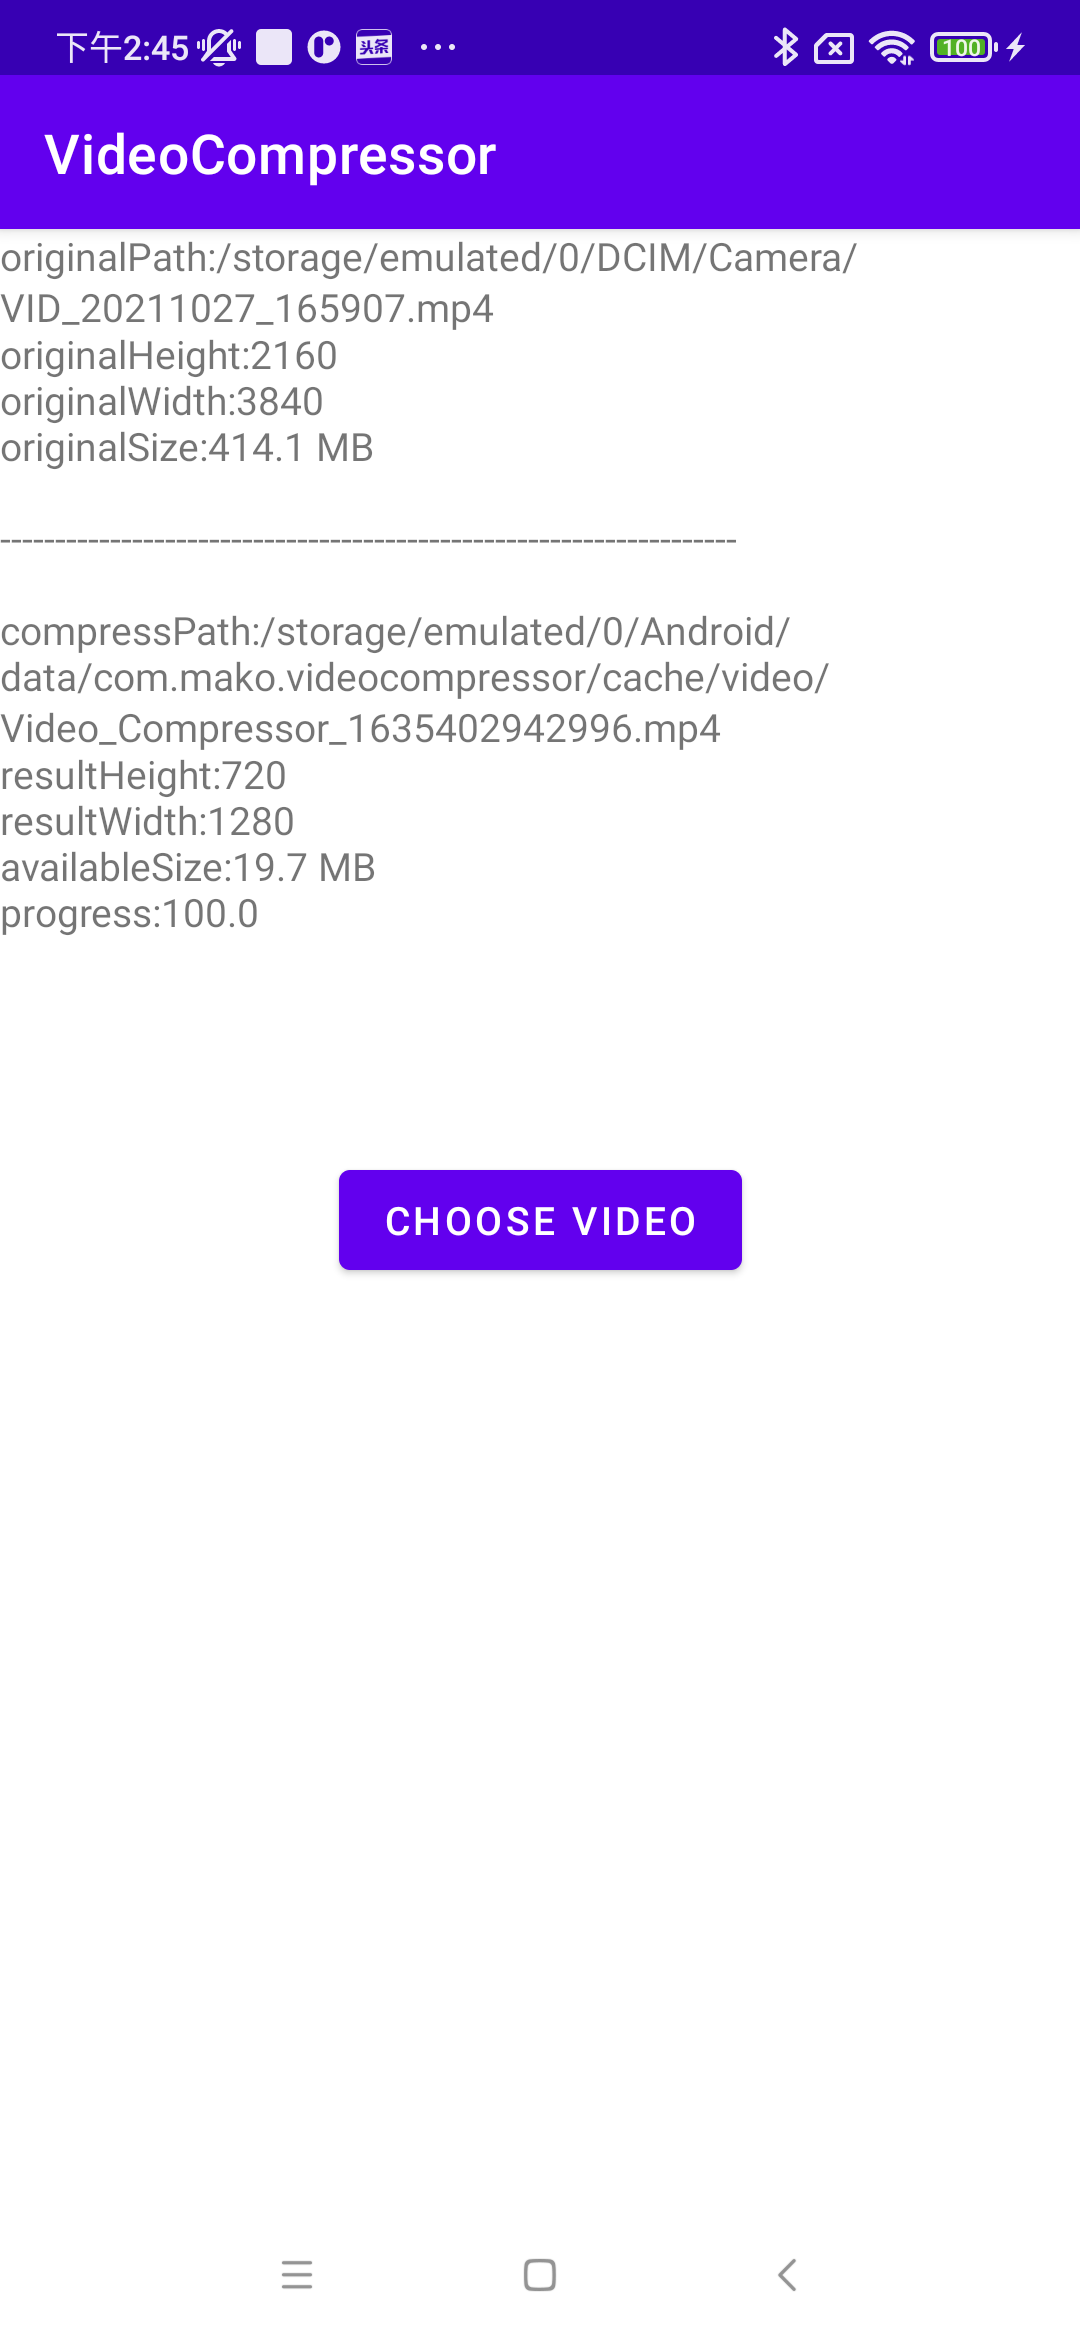 下午2:45
头条
100
VideoCompressor
originalPath:/storage/emulated/0/DCIM/Camera/
VID_20211027_165907.mp4
originalHeight:2160
originalWidth:3840
originalSize:414.1 MB
-------------------------------------------------------------------
compressPath:/storage/emulated/0/Android/
data/com.mako.videocompressor/cache/video/
Video_Compressor_1635402942996.mp4
resultHeight:720
resultWidth:1280
availableSize:19.7 MB
progress:100.0
CHOOSE VIDEO